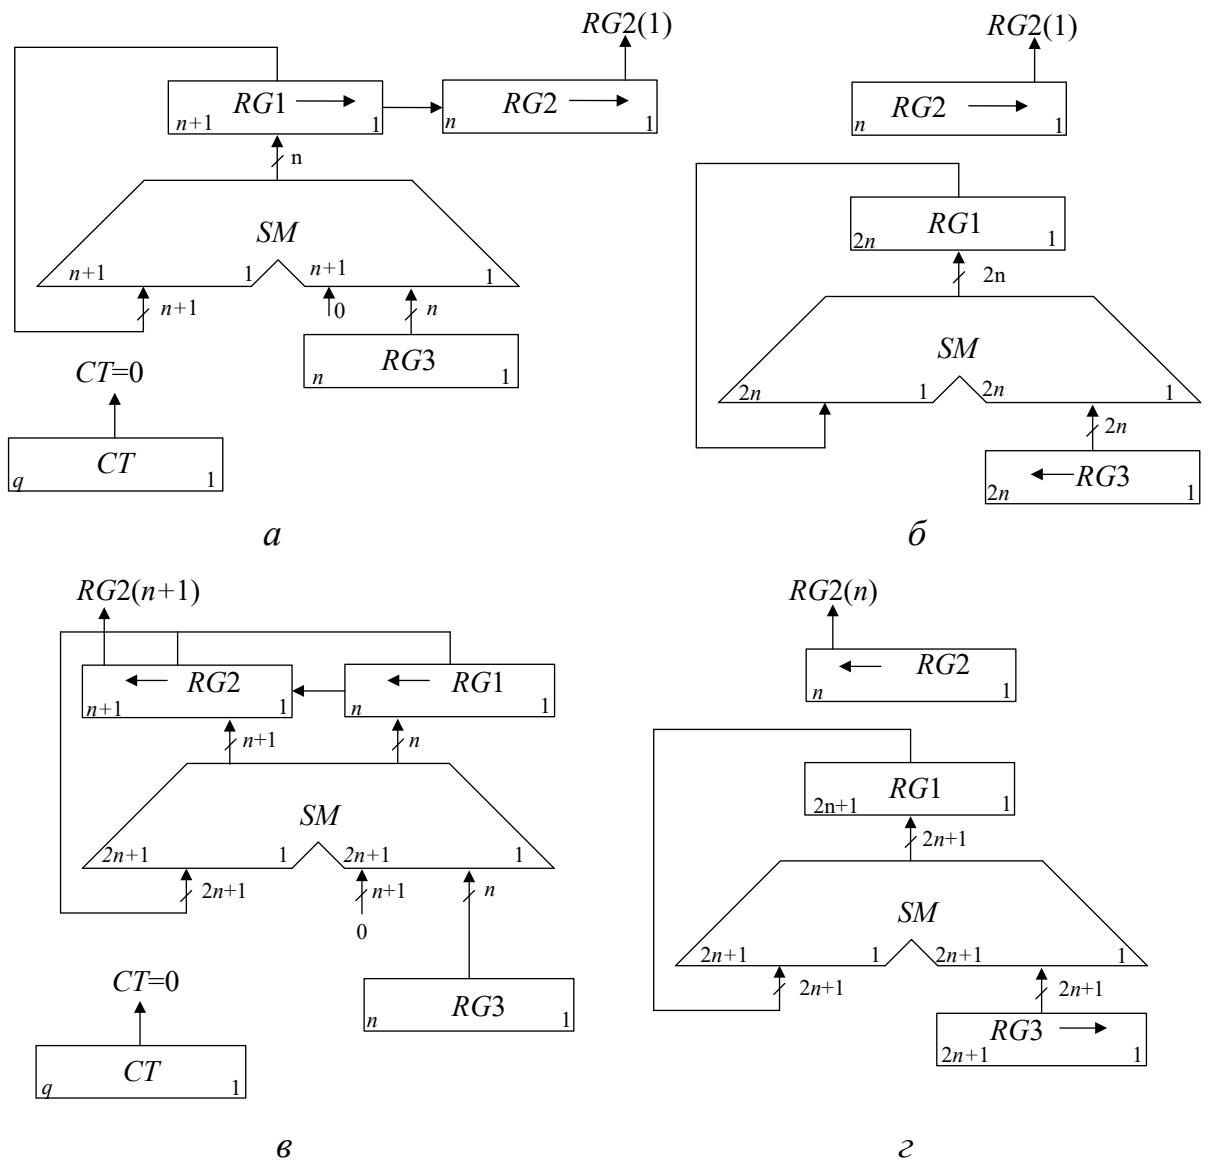 RG2(1)
RG1
RG2
n+1
1
n
1
n
SM
n+1
1
n+1
1
n+1
0
n
RG3
n
1
CT=0
CT
q
1
а
RG2(1)
RG2
n
1
RG1
2n
1
2n
SM
2n
1
2n
1
2n
RG3
2n
1
б
RG2(n+1)
RG2
RG1
n+1
1
n
1
n+1
n
SM
2n+1
1
2n+1
1
2n+1
n+1
n
0
RG3
n
1
CT=0
CT
q
1
в
RG2(n)
RG2
n
1
RG1
2n+1
1
2n+1
SM
2n+1
1
2n+1
1
2n+1
2n+1
RG3
2n+1
1
г